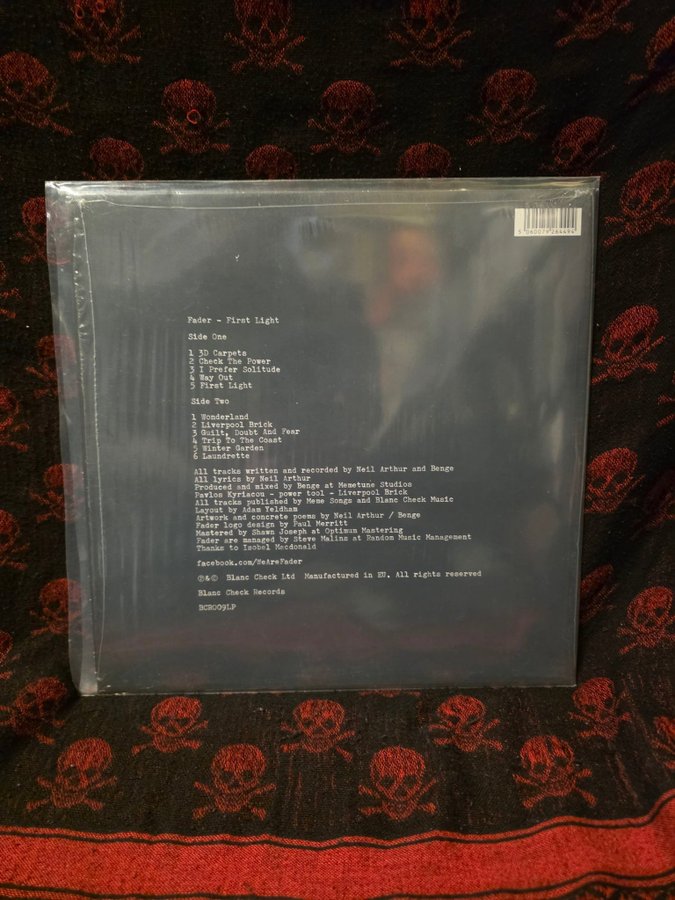 5 060079 264494
Fader - First Light
Side One
1 3D Carpets
2 Check The Power
3 I Prefer Solitude
4 Way Out
5 First Light
Side Two
1 Wonderland
2 Liverpool Brick
3 Guilt, Doubt And Fear
4 Trip To The Coast
5 Winter Garden
6 Laundrette
All tracks written and recorded by Neil Arthur and Benge
All lyrics by Neil Arthur
Produced and mixed by Benge at Memetune Studios
Pavlos Kyriacou - power tool - Liverpool Brick
All tracks published by Meme Songs and Blanc Check Music
Layout by Adam Yeldham
Artwork and concrete poems by Neil Arthur / Benge
Fader logo design by Paul Merritt
Mastered by Shawn Joseph at Optimum Mastering
Fader are managed by Steve Malins at Random Music Management
Thanks to Isobel Macdonald
facebook.com/WeAreFader
℗&© Blanc Check Ltd Manufactured in EU. All rights reserved
Blanc Check Records
BCR009LP